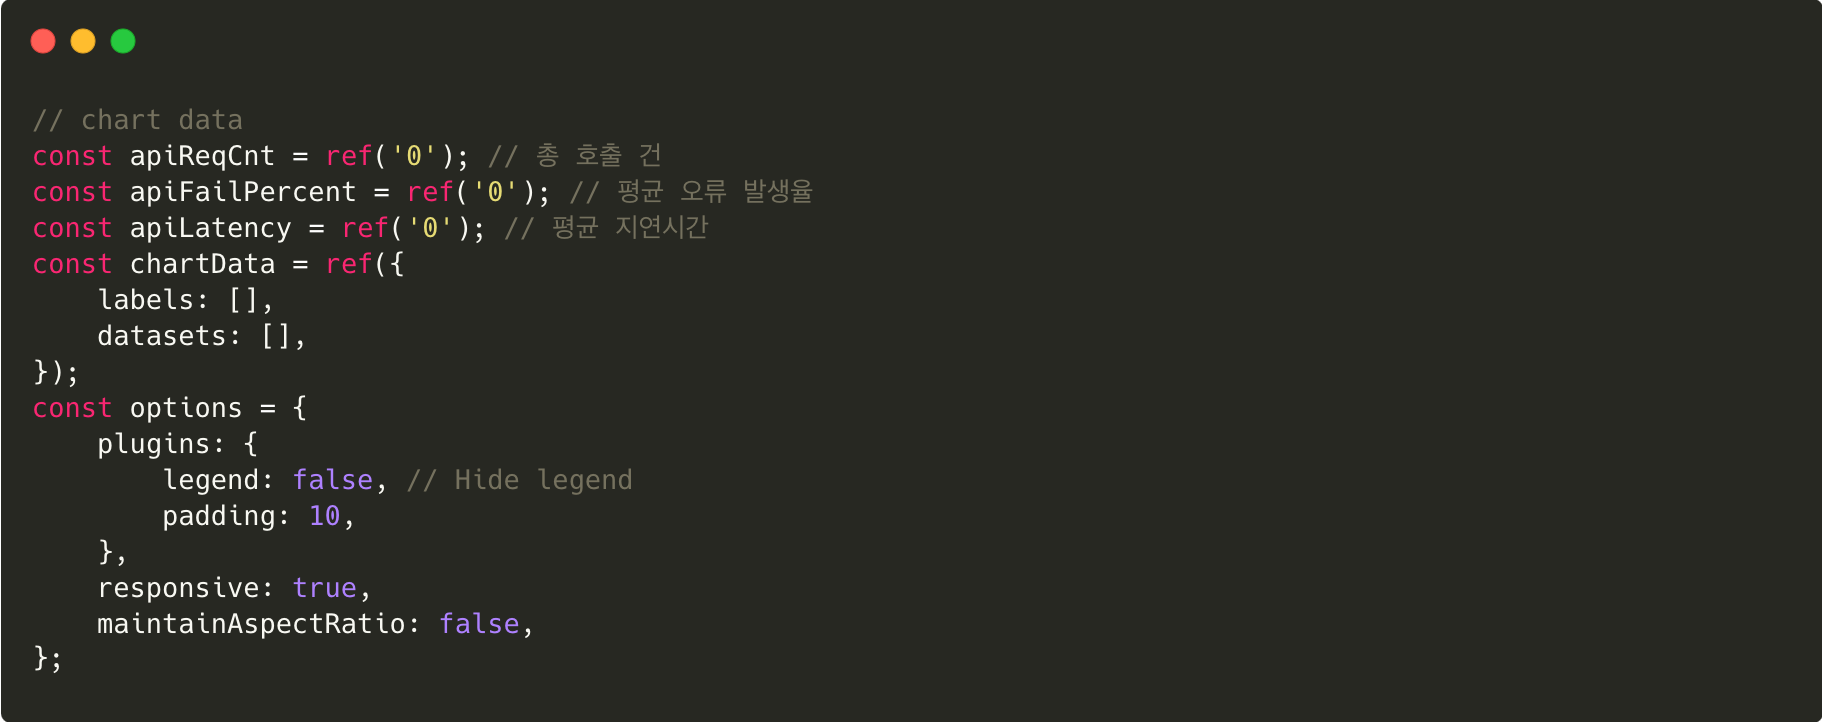 // chart data
const apiReqCnt = ref('0'); // 총 호출 건
const apiFailPercent = ref('0'); // 평균 오류 발생율
const apiLatency = ref('0'); // 평균 지연시간
const chartData = ref({
    labels: [],
    datasets: [],
});
const options = {
    plugins: {
        legend: false, // Hide legend
        padding: 10,
    },
    responsive: true,
    maintainAspectRatio: false,
};